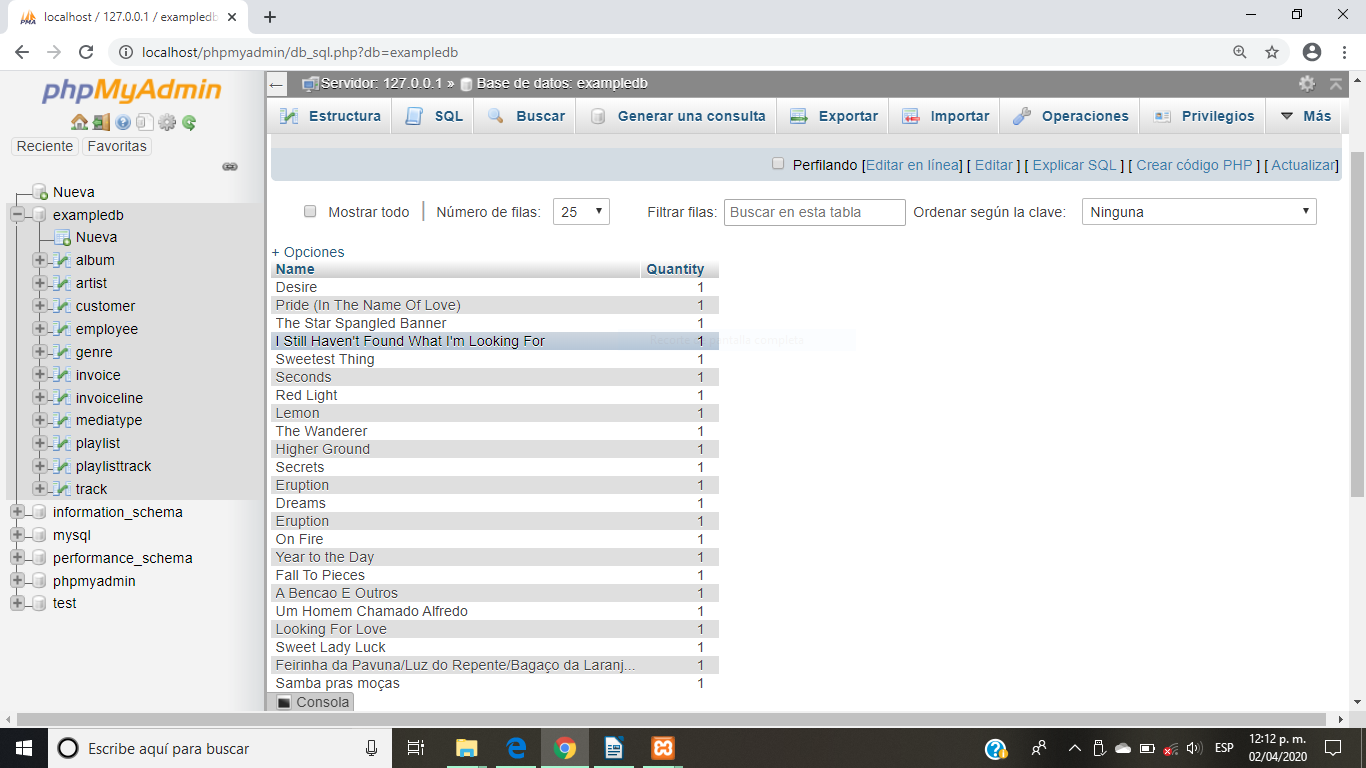 localhost / 127.0.0.1 / exampledb
localhost/phpmyadmin/db_sql.php?db=exampledb
phpMyAdmin
Reciente Favoritas
Nueva
exampledb
Nueva
album
artist
customer
employee
genre
invoice
invoiceline
mediatype
playlist
playlisttrack
track
information_schema
mysql
performance_schema
phpmyadmin
test
Servidor: 127.0.0.1 » Base de datos: exampledb
Estructura SQL Buscar Generar una consulta Exportar Importar Operaciones Privilegios Más
Perfilando [Editar en línea] [ Editar ] [ Explicar SQL ] [ Crear código PHP ] [ Actualizar]
Mostrar todo | Número de filas: 25 Filtrar filas: Buscar en esta tabla Ordenar según la clave: Ninguna
+ Opciones
Name Quantity
Desire 1
Pride (In The Name Of Love) 1
The Star Spangled Banner 1
I Still Haven't Found What I'm Looking For 1
Sweetest Thing 1
Seconds 1
Red Light 1
Lemon 1
The Wanderer 1
Higher Ground 1
Secrets 1
Eruption 1
Dreams 1
Eruption 1
On Fire 1
Year to the Day 1
Fall To Pieces 1
A Bencao E Outros 1
Um Homem Chamado Alfredo 1
Looking For Love 1
Sweet Lady Luck 1
Feirinha da Pavuna/Luz do Repente/Bagaço da Laranj... 1
Samba pras moças 1
Consola
Escribe aquí para buscar
ESP
12:12 p. m.
02/04/2020